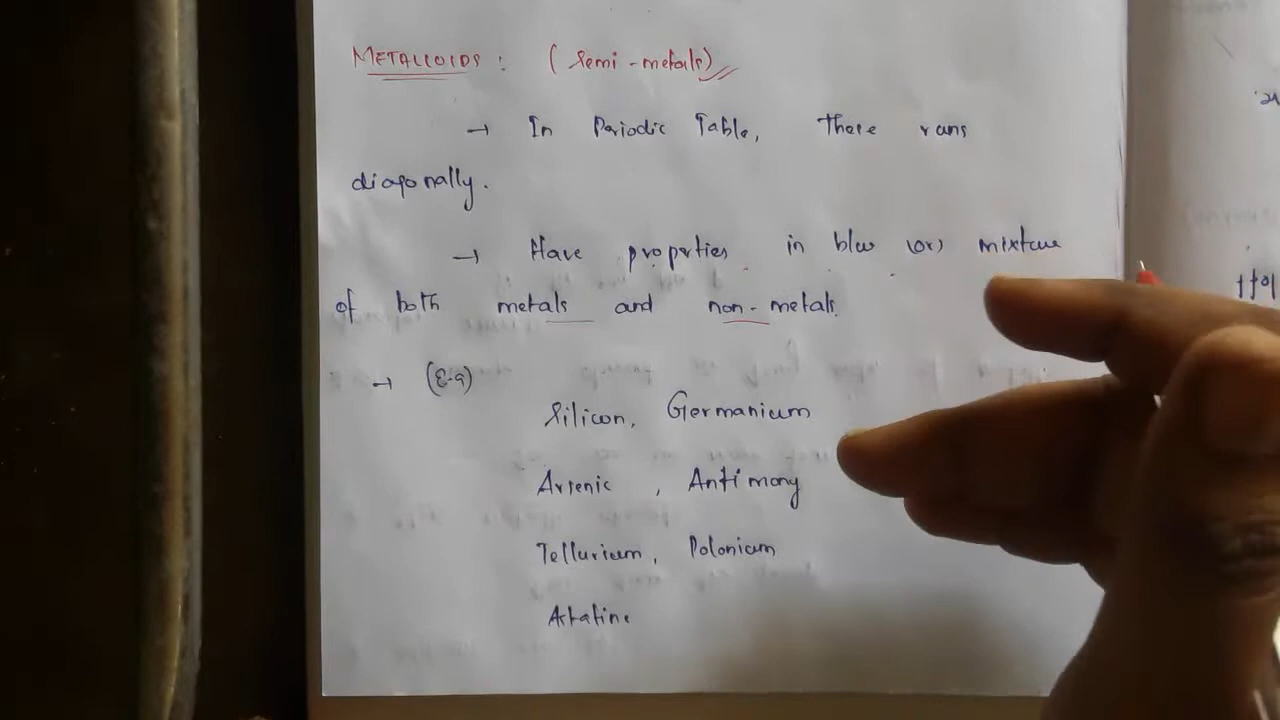 METALLOIDS : (Semi-metals)
→ In Periodic Table, there runs
diagonally.
→ Have properties in b/w (or) mixture
of both metals and non-metals.
→ (E.g)
Silicon, Germanium
Arsenic , Antimony
Tellurium, Polonium
Astatine